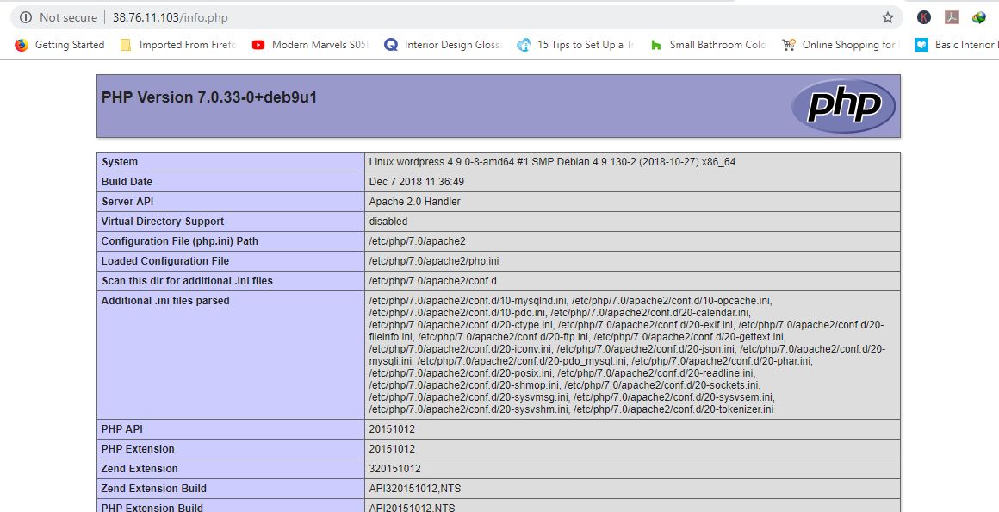 Not secure | 38.76.11.103/info.php
Getting Started Imported From Firefo Modern Marvels S05E Interior Design Gloss 15 Tips to Set Up a Tr Small Bathroom Colo Online Shopping for Basic Interior
PHP Version 7.0.33-0+deb9u1
php
System Linux wordpress 4.9.0-8-amd64 #1 SMP Debian 4.9.130-2 (2018-10-27) x86_64
Build Date Dec 7 2018 11:36:49
Server API Apache 2.0 Handler
Virtual Directory Support disabled
Configuration File (php.ini) Path /etc/php/7.0/apache2
Loaded Configuration File /etc/php/7.0/apache2/php.ini
Scan this dir for additional .ini files /etc/php/7.0/apache2/conf.d
Additional .ini files parsed /etc/php/7.0/apache2/conf.d/10-mysqlnd.ini, /etc/php/7.0/apache2/conf.d/10-opcache.ini,
/etc/php/7.0/apache2/conf.d/10-pdo.ini, /etc/php/7.0/apache2/conf.d/20-calendar.ini,
/etc/php/7.0/apache2/conf.d/20-ctype.ini, /etc/php/7.0/apache2/conf.d/20-exif.ini, /etc/php/7.0/apache2/conf.d/20-
fileinfo.ini, /etc/php/7.0/apache2/conf.d/20-ftp.ini, /etc/php/7.0/apache2/conf.d/20-gettext.ini,
/etc/php/7.0/apache2/conf.d/20-iconv.ini, /etc/php/7.0/apache2/conf.d/20-json.ini, /etc/php/7.0/apache2/conf.d/20-
mysqli.ini, /etc/php/7.0/apache2/conf.d/20-pdo_mysql.ini, /etc/php/7.0/apache2/conf.d/20-phar.ini,
/etc/php/7.0/apache2/conf.d/20-posix.ini, /etc/php/7.0/apache2/conf.d/20-readline.ini,
/etc/php/7.0/apache2/conf.d/20-shmop.ini, /etc/php/7.0/apache2/conf.d/20-sockets.ini,
/etc/php/7.0/apache2/conf.d/20-sysvmsg.ini, /etc/php/7.0/apache2/conf.d/20-sysvsem.ini,
/etc/php/7.0/apache2/conf.d/20-sysvshm.ini, /etc/php/7.0/apache2/conf.d/20-tokenizer.ini
PHP API 20151012
PHP Extension 20151012
Zend Extension 320151012
Zend Extension Build API320151012,NTS
PHP Extension Build API20151012,NTS